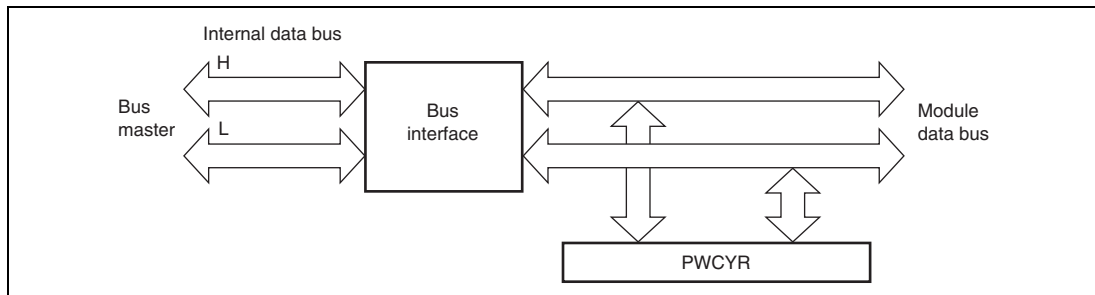 Internal data bus
H
Bus
master
L
Bus
interface
Module
data bus
PWCYR